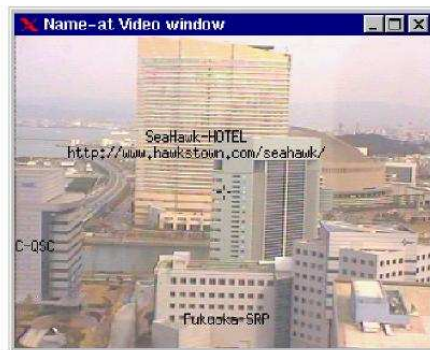 Name-at Video window
SeaHawk-HOTEL
http://www.hawkstown.com/seahawk/
C-QSC
Fukuoka-SRP